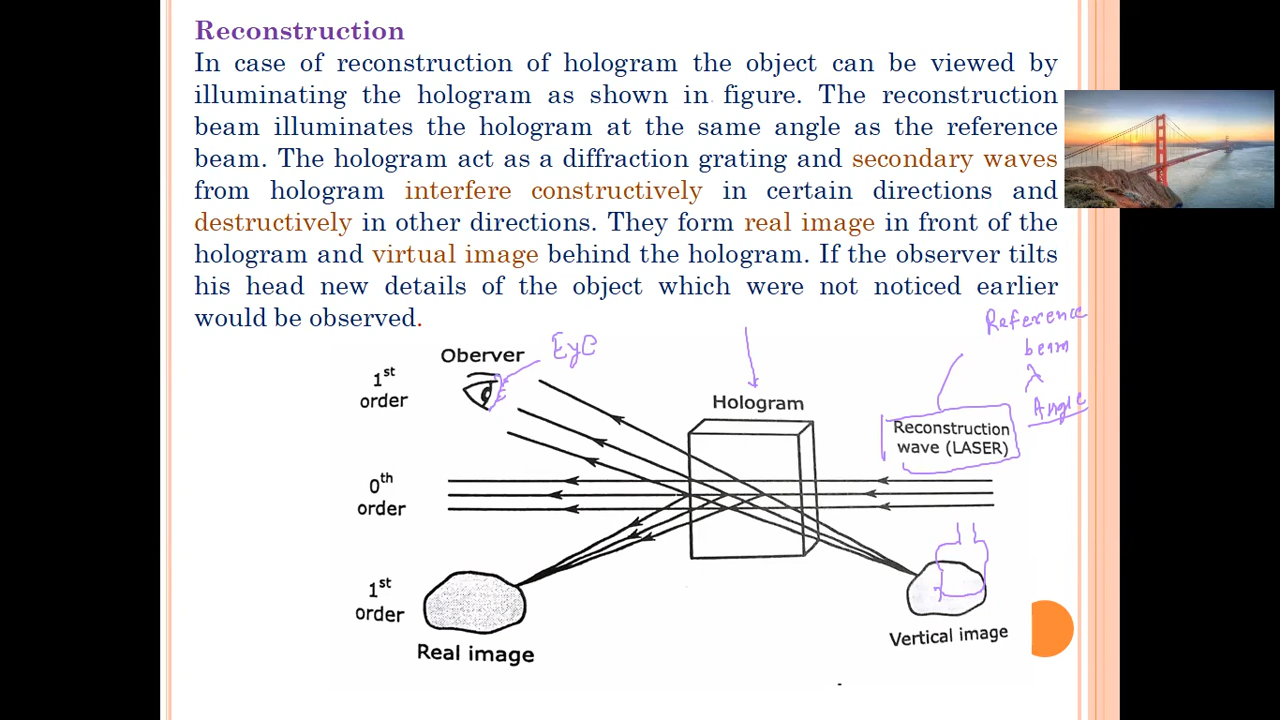 Reconstruction
In case of reconstruction of hologram the object can be viewed by
illuminating the hologram as shown in figure. The reconstruction
beam illuminates the hologram at the same angle as the reference
beam. The hologram act as a diffraction grating and secondary waves
from hologram interfere constructively in certain directions and
destructively in other directions. They form real image in front of the
hologram and virtual image behind the hologram. If the observer tilts
his head new details of the object which were not noticed earlier
would be observed.
Reference
beam
λ
Angle
Oberver
EyE
1st
order
Hologram
Reconstruction
wave (LASER)
0th
order
1st
order
Real image
Vertical image